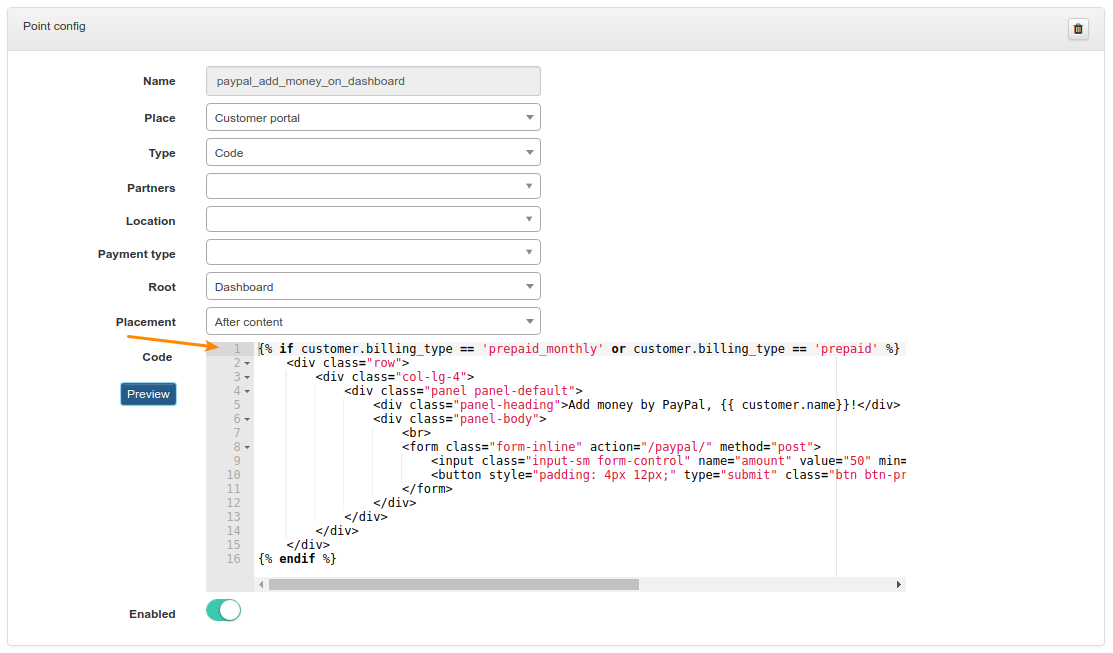 Point config
Name
paypal_add_money_on_dashboard
Place
Customer portal
Type
Code
Partners
Location
Payment type
Root
Dashboard
Placement
After content
Code
Preview
1 {% if customer.billing_type == 'prepaid_monthly' or customer.billing_type == 'prepaid' %}
2 <div class="row">
3 <div class="col-lg-4">
4 <div class="panel panel-default">
5 <div class="panel-heading">Add money by PayPal, {{ customer.name}}!</div>
6 <div class="panel-body">
7 <br>
8 <form class="form-inline" action="/paypal/" method="post">
9 <input class="input-sm form-control" name="amount" value="50" min=
10 <button style="padding: 4px 12px;" type="submit" class="btn btn-pr
11 </form>
12 </div>
13 </div>
14 </div>
15 </div>
16 {% endif %}
Enabled